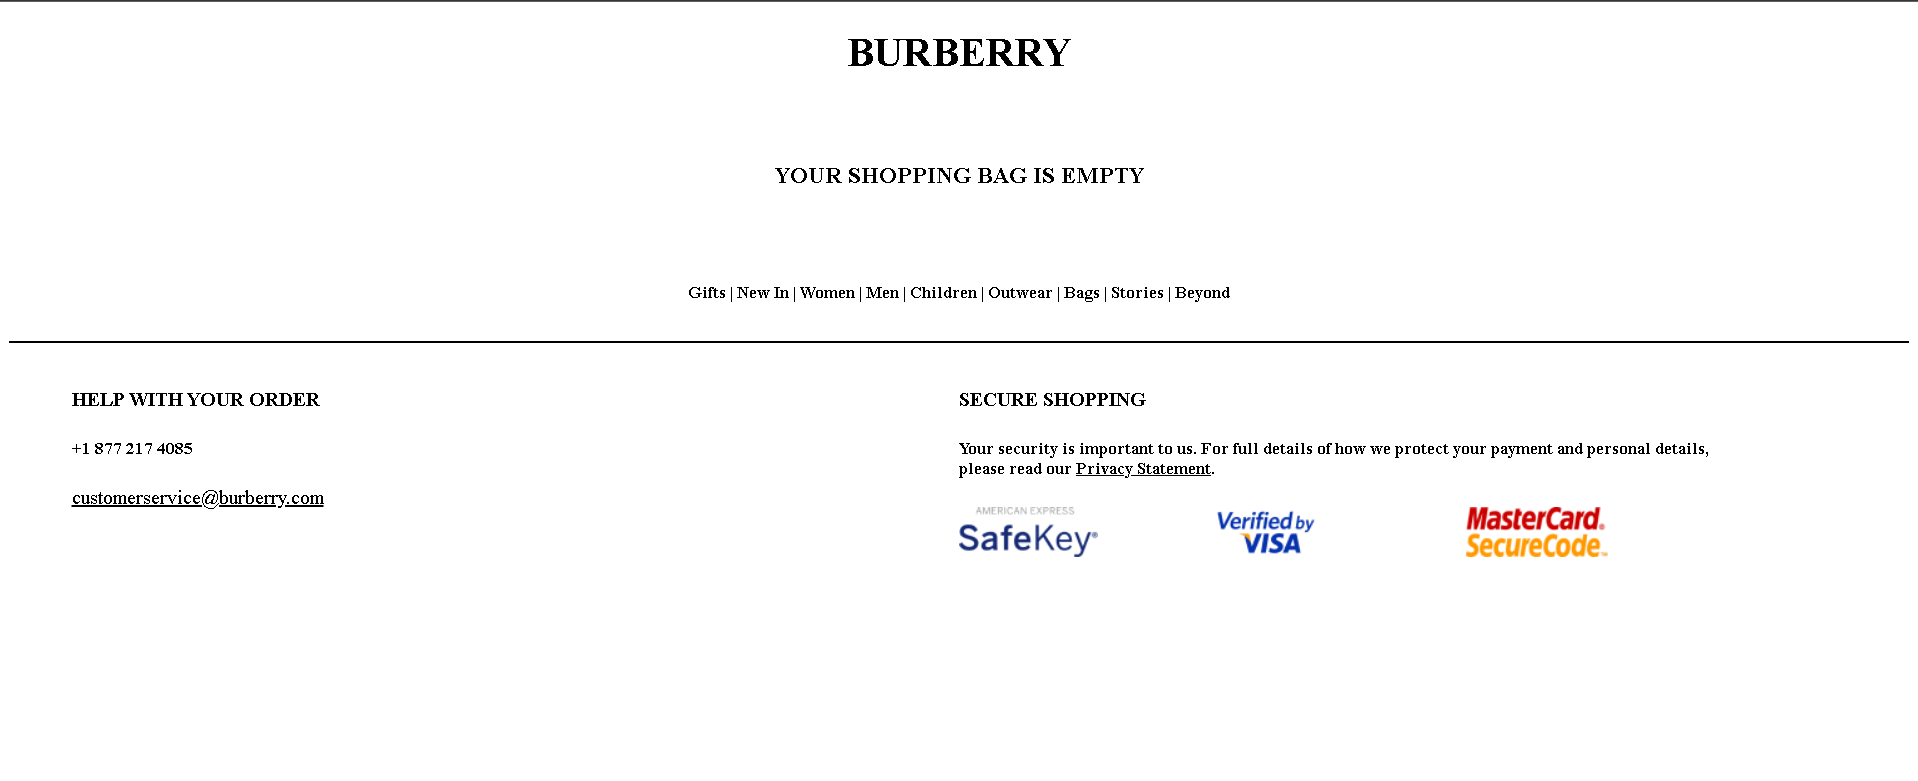 BURBERRY
YOUR SHOPPING BAG IS EMPTY
Gifts | New In | Women | Men | Children | Outwear | Bags | Stories | Beyond
HELP WITH YOUR ORDER
+1 877 217 4085
customerservice@burberry.com
SECURE SHOPPING
Your security is important to us. For full details of how we protect your payment and personal details,
please read our Privacy Statement.
AMERICAN EXPRESS
SafeKey®
Verified by
VISA
MasterCard®
SecureCode™